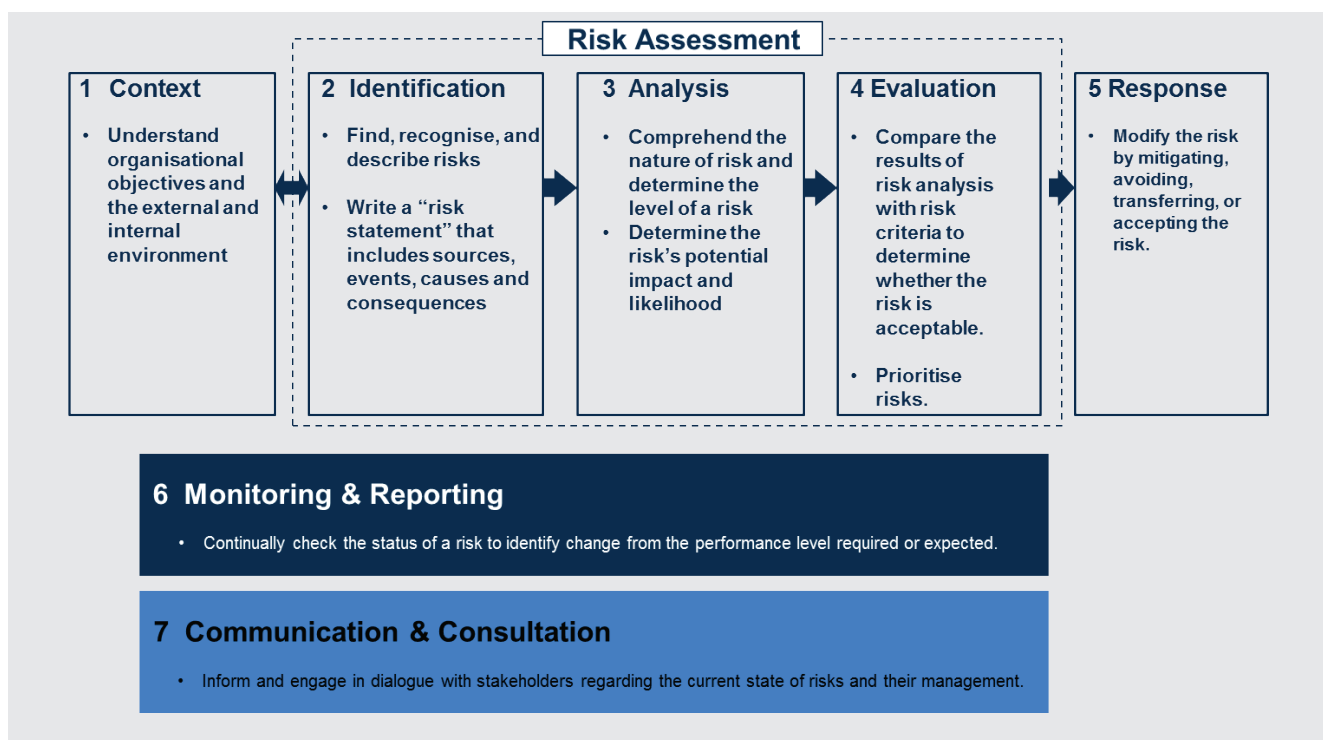 Risk Assessment
1 Context
• Understand
organisational
objectives and
the external and
internal
environment
2 Identification
• Find, recognise, and
describe risks
• Write a “risk
statement” that
includes sources,
events, causes and
consequences
3 Analysis
• Comprehend the
nature of risk and
determine the
level of a risk
• Determine the
risk’s potential
impact and
likelihood
4 Evaluation
• Compare the
results of
risk analysis
with risk
criteria to
determine
whether the
risk is
acceptable.
• Prioritise
risks.
5 Response
• Modify the risk
by mitigating,
avoiding,
transferring, or
accepting the
risk.
6 Monitoring & Reporting
• Continually check the status of a risk to identify change from the performance level required or expected.
7 Communication & Consultation
• Inform and engage in dialogue with stakeholders regarding the current state of risks and their management.